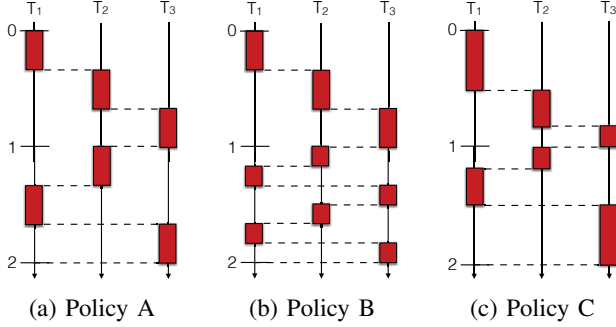 T₁ T₂ T₃ T₁ T₂ T₃ T₁ T₂ T₃
0 0 0
1 1 1
2 2 2
(a) Policy A (b) Policy B (c) Policy C